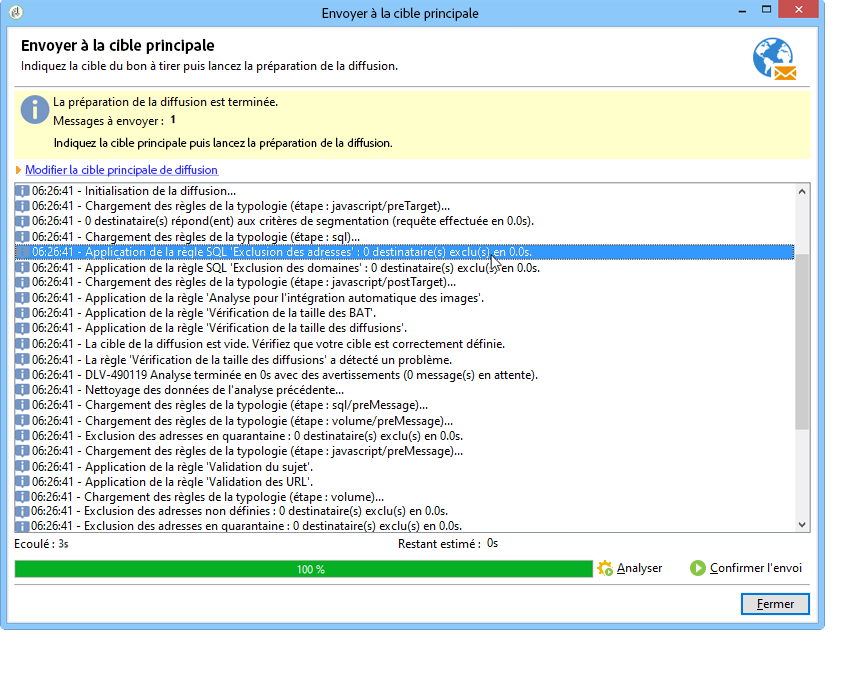 Envoyer à la cible principale
Envoyer à la cible principale
Indiquez la cible du bon à tirer puis lancez la préparation de la diffusion.
La préparation de la diffusion est terminée.
Messages à envoyer : 1
Indiquez la cible principale puis lancez la préparation de la diffusion.
Modifier la cible principale de diffusion
06:26:41 - Initialisation de la diffusion...
06:26:41 - Chargement des règles de la typologie (étape : javascript/preTarget)...
06:26:41 - 0 destinataire(s) répond(ent) aux critères de segmentation (requête effectuée en 0.0s).
06:26:41 - Chargement des règles de la typologie (étape : sql)...
06:26:41 - Application de la règle SQL 'Exclusion des adresses' : 0 destinataire(s) exclu(s) en 0.0s.
06:26:41 - Application de la règle SQL 'Exclusion des domaines' : 0 destinataire(s) exclu(s) en 0.0s.
06:26:41 - Chargement des règles de la typologie (étape : javascript/postTarget)...
06:26:41 - Application de la règle 'Analyse pour l'intégration automatique des images'.
06:26:41 - Application de la règle 'Vérification de la taille des BAT'.
06:26:41 - Application de la règle 'Vérification de la taille des diffusions'.
06:26:41 - La cible de la diffusion est vide. Vérifiez que votre cible est correctement définie.
06:26:41 - La règle 'Vérification de la taille des diffusions' a détecté un problème.
06:26:41 - DLV-490119 Analyse terminée en 0s avec des avertissements (0 message(s) en attente).
06:26:41 - Nettoyage des données de l'analyse précédente...
06:26:41 - Chargement des règles de la typologie (étape : sql/preMessage)...
06:26:41 - Chargement des règles de la typologie (étape : volume/preMessage)...
06:26:41 - Exclusion des adresses en quarantaine : 0 destinataire(s) exclu(s) en 0.0s.
06:26:41 - Chargement des règles de la typologie (étape : javascript/preMessage)...
06:26:41 - Application de la règle 'Validation du sujet'.
06:26:41 - Application de la règle 'Validation des URL'.
06:26:41 - Chargement des règles de la typologie (étape : volume)...
06:26:41 - Exclusion des adresses non définies : 0 destinataire(s) exclu(s) en 0.0s.
06:26:41 - Exclusion des adresses en quarantaine : 0 destinataire(s) exclu(s) en 0.0s.
Ecoulé : 3s Restant estimé : 0s
100 % Analyser Confirmer l'envoi
Fermer